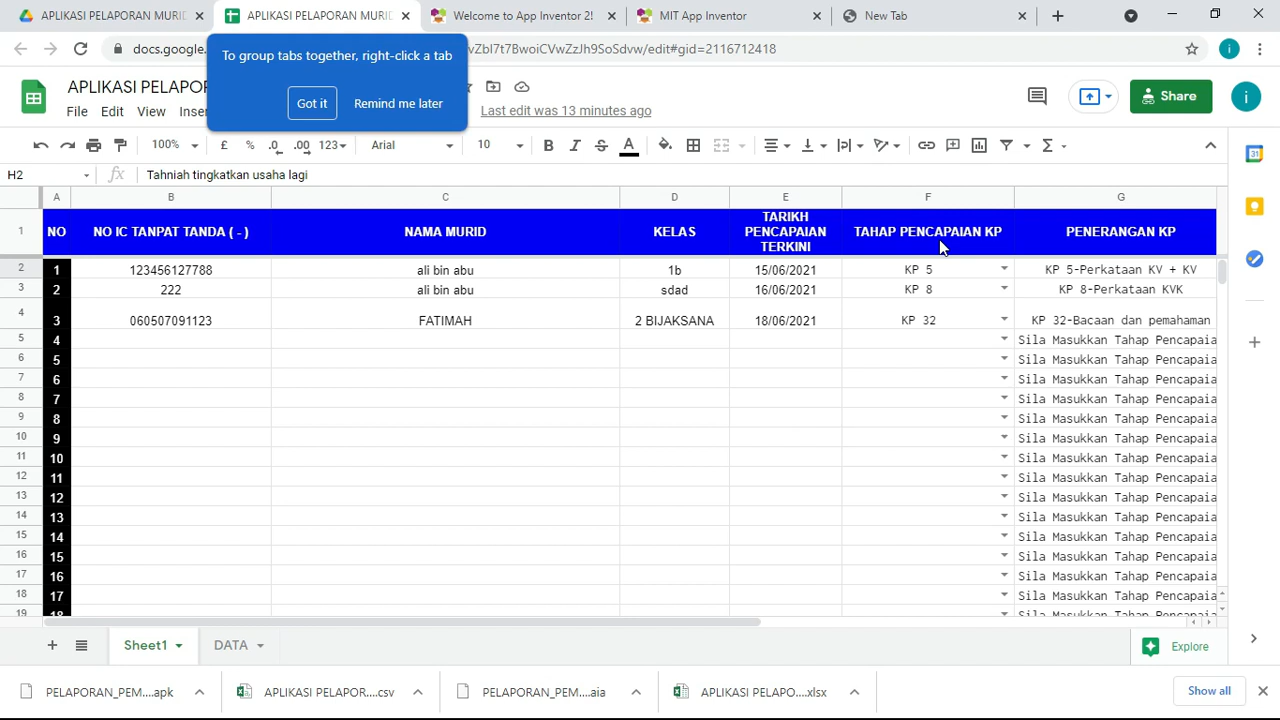 APLIKASI PELAPORAN MURID
APLIKASI PELAPORAN MURID
Welcome to App Inventor 2!
MIT App Inventor
New Tab
docs.google.
vZbI7t7BwoiCVwZzJh9SoSdvw/edit#gid=2116712418
To group tabs together, right-click a tab
Got it
Remind me later
APLIKASI PELAPOR
File Edit View Inser
Last edit was 13 minutes ago
Share
i
i
100% $ % .0 .00 123 Arial 10 B I S A
H2 fx Tahniah tingkatkan usaha lagi
A B C D E F G
1 NO NO IC TANPAT TANDA ( - ) NAMA MURID KELAS TARIKH PENCAPAIAN TERKINI TAHAP PENCAPAIAN KP PENERANGAN KP
2 1 123456127788 ali bin abu 1b 15/06/2021 KP 5 KP 5-Perkataan KV + KV
3 2 222 ali bin abu sdad 16/06/2021 KP 8 KP 8-Perkataan KVK
4 3 060507091123 FATIMAH 2 BIJAKSANA 18/06/2021 KP 32 KP 32-Bacaan dan pemahaman
5 4 Sila Masukkan Tahap Pencapaia
6 5 Sila Masukkan Tahap Pencapaia
7 6 Sila Masukkan Tahap Pencapaia
8 7 Sila Masukkan Tahap Pencapaia
9 8 Sila Masukkan Tahap Pencapaia
10 9 Sila Masukkan Tahap Pencapaia
11 10 Sila Masukkan Tahap Pencapaia
12 11 Sila Masukkan Tahap Pencapaia
13 12 Sila Masukkan Tahap Pencapaia
14 13 Sila Masukkan Tahap Pencapaia
15 14 Sila Masukkan Tahap Pencapaia
16 15 Sila Masukkan Tahap Pencapaia
17 16 Sila Masukkan Tahap Pencapaia
18 17 Sila Masukkan Tahap Pencapaia
19 18 Sila Masukkan Tahap Pencapaia
Sheet1 DATA Explore
PELAPORAN_PEM....apk APLIKASI PELAPOR....csv PELAPORAN_PEM....aia APLIKASI PELAPO....xlsx Show all